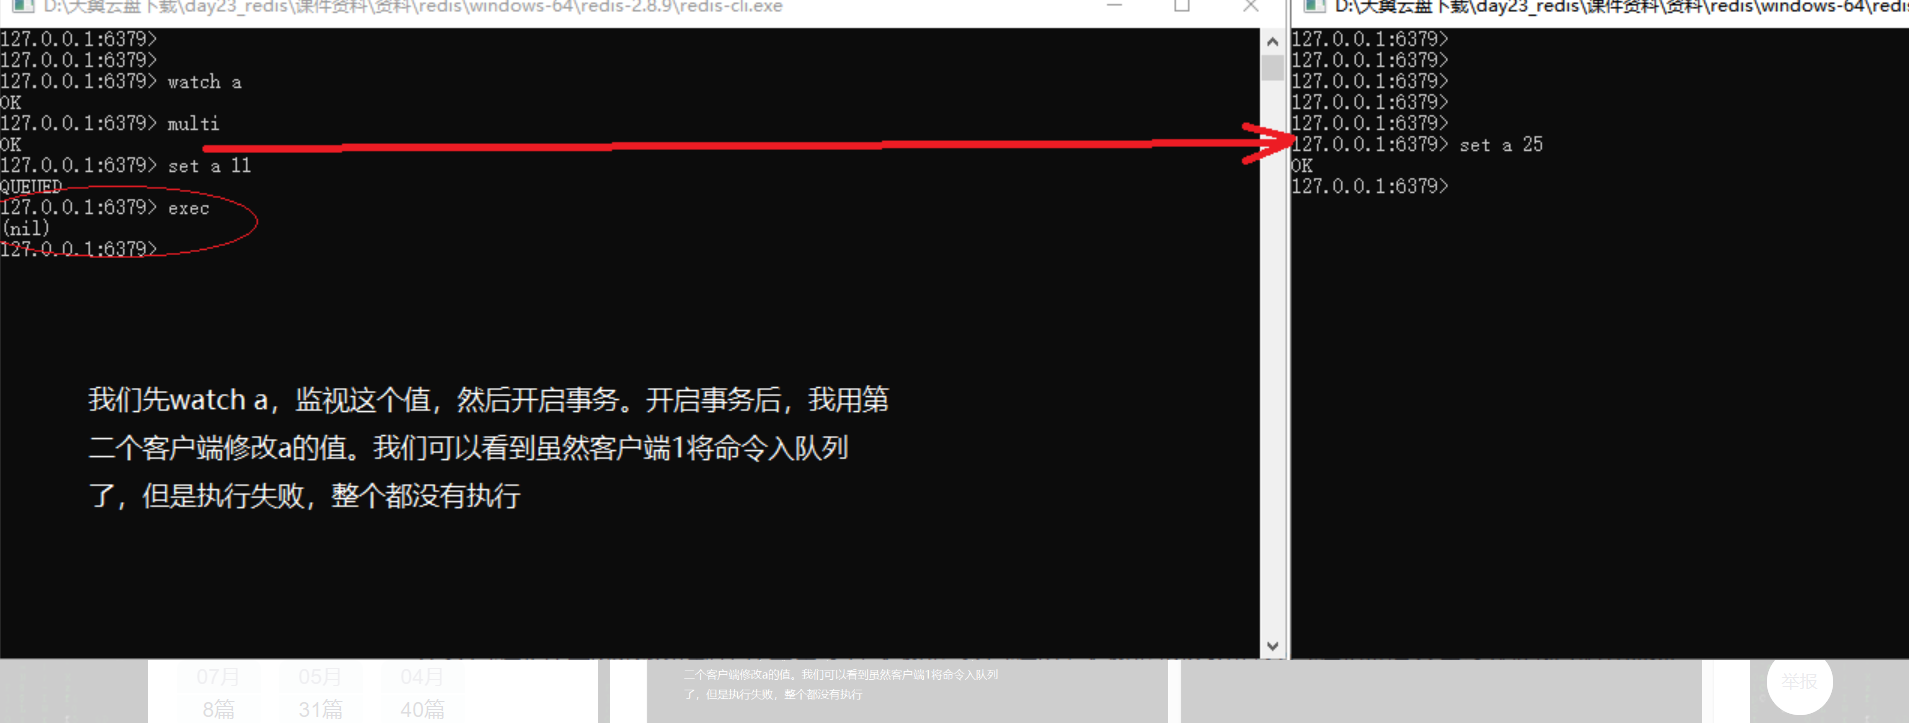 D:\天翼云盘下载\day23_redis\课件资料\资料\redis\windows-64\redis-2.8.9\redis-cli.exe
127.0.0.1:6379>
127.0.0.1:6379>
127.0.0.1:6379> watch a
OK
127.0.0.1:6379> multi
OK
127.0.0.1:6379> set a 11
QUEUED
127.0.0.1:6379> exec
(nil)
127.0.0.1:6379>
我们先watch a，监视这个值，然后开启事务。开启事务后，我用第
二个客户端修改a的值。我们可以看到虽然客户端1将命令入队列
了，但是执行失败，整个都没有执行
D:\天翼云盘下载\day23_redis\课件资料\资料\redis\windows-64\redis
127.0.0.1:6379>
127.0.0.1:6379>
127.0.0.1:6379>
127.0.0.1:6379>
127.0.0.1:6379>
127.0.0.1:6379> set a 25
OK
127.0.0.1:6379>
07月 05月 04月
8篇 31篇 40篇
二个客户端修改a的值。我们可以看到虽然客户端1将命令入队列
了，但是执行失败，整个都没有执行
举报